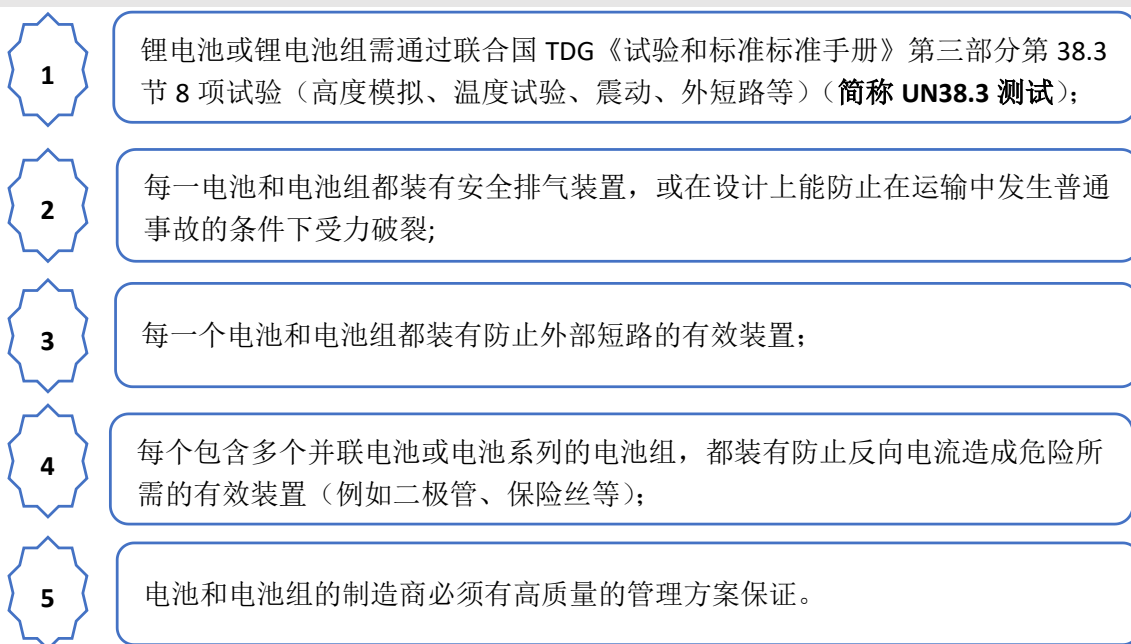 1
锂电池或锂电池组需通过联合国 TDG《试验和标准标准手册》第三部分第 38.3
节 8 项试验（高度模拟、温度试验、震动、外短路等）（简称 UN38.3 测试）；
2
每一电池和电池组都装有安全排气装置，或在设计上能防止在运输中发生普通
事故的条件下受力破裂;
3
每一个电池和电池组都装有防止外部短路的有效装置；
4
每个包含多个并联电池或电池系列的电池组，都装有防止反向电流造成危险所
需的有效装置（例如二极管、保险丝等）；
5
电池和电池组的制造商必须有高质量的管理方案保证。